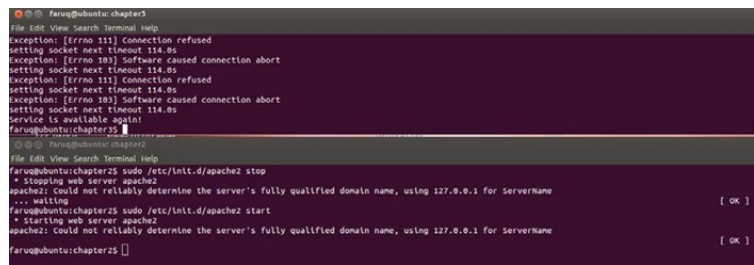 faruq@ubuntu: chapter3
File Edit View Search Terminal Help
Exception: [Errno 111] Connection refused
setting socket next timeout 114.0s
Exception: [Errno 103] Software caused connection abort
setting socket next timeout 114.0s
Exception: [Errno 111] Connection refused
setting socket next timeout 114.0s
Exception: [Errno 103] Software caused connection abort
setting socket next timeout 114.0s
Service is available again!
faruq@ubuntu:chapter3$
faruq@ubuntu: chapter2
File Edit View Search Terminal Help
faruq@ubuntu:chapter2$ sudo /etc/init.d/apache2 stop
* Stopping web server apache2
apache2: Could not reliably determine the server's fully qualified domain name, using 127.0.0.1 for ServerName
... waiting [ OK ]
faruq@ubuntu:chapter2$ sudo /etc/init.d/apache2 start
* Starting web server apache2
apache2: Could not reliably determine the server's fully qualified domain name, using 127.0.0.1 for ServerName
[ OK ]
faruq@ubuntu:chapter2$